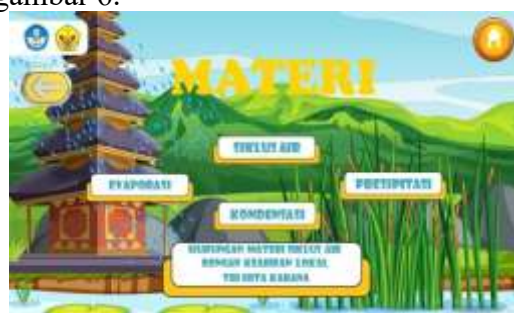 gambar 6.
MATERI
SIKLUS AIR
EVAPORASI
PRESIPITASI
KONDENSASI
HUBUNGAN MATERI SIKLUS AIR
DENGAN KEARIFAN LOKAL
TRI HITA KARANA